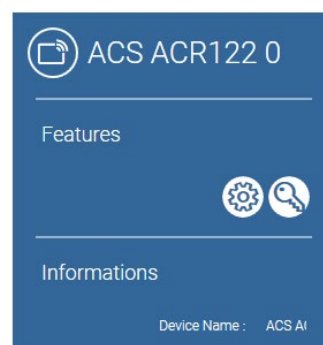 ACS ACR122 0
Features
Informations
Device Name : ACS